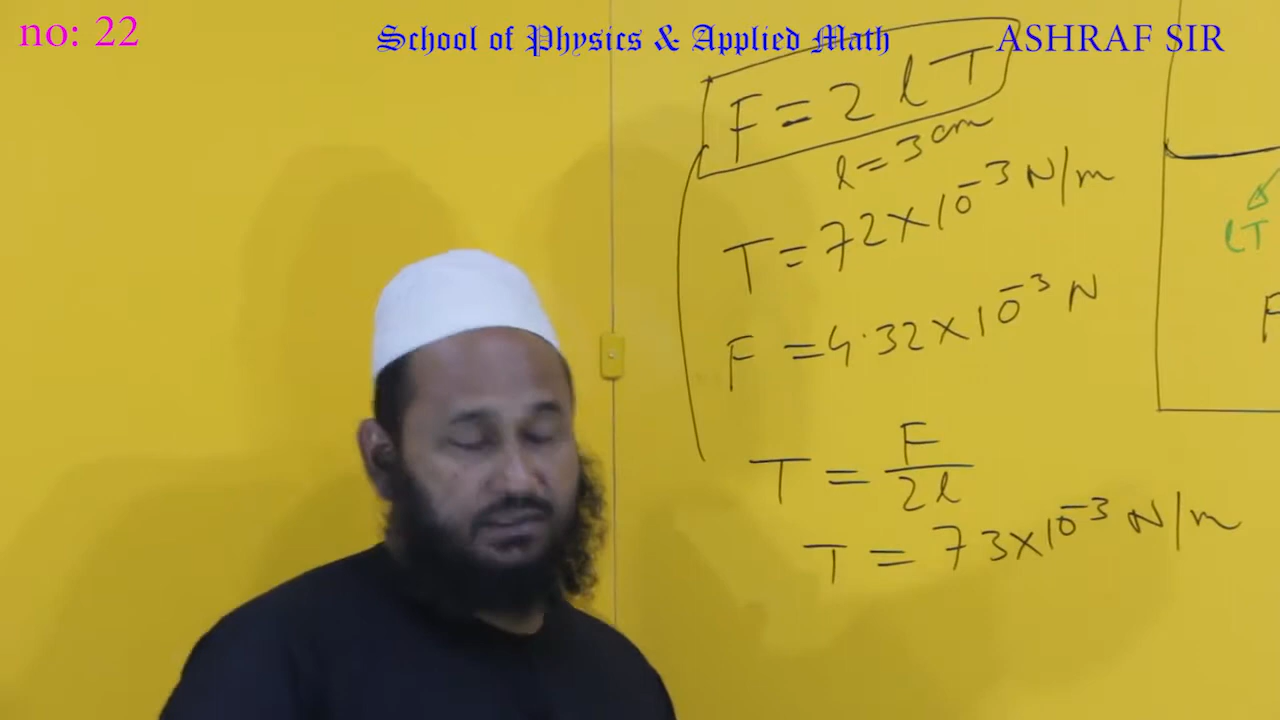 no: 22
School of Physics & Applied Math
ASHRAF SIR
F = 2 l T
l = 3 cm
T = 72 × 10⁻³ N/m
F = 4.32 × 10⁻³ N
T = F / 2l
T = 73 × 10⁻³ N/m
lT
F